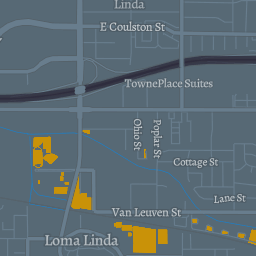 Linda
E Coulston St
TownePlace Suites
Ohio St
Poplar St
Cottage St
Lane St
Van Leuven St
Loma Linda